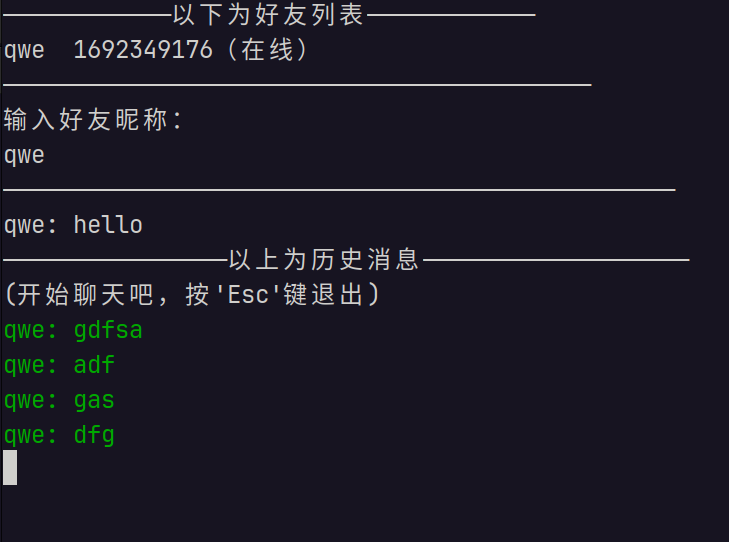 ————————————以下为好友列表————————————
qwe  1692349176（在线）
——————————————————————————————————————————
输入好友昵称：
qwe
————————————————————————————————————————————————
qwe: hello
————————————————以上为历史消息———————————————————
(开始聊天吧，按'Esc'键退出)
qwe: gdfsa
qwe: adf
qwe: gas
qwe: dfg